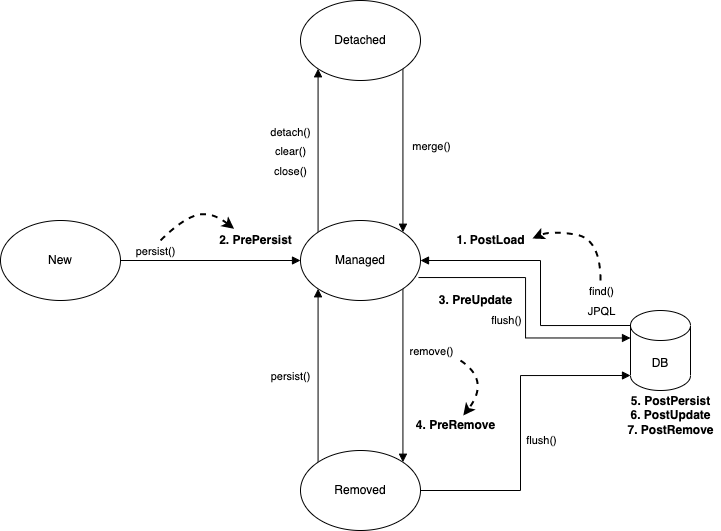 Detached
detach()
clear()
close()
merge()
persist()
2. PrePersist
1. PostLoad
New
Managed
find()
JPQL
3. PreUpdate
flush()
persist()
remove()
DB
4. PreRemove
5. PostPersist
6. PostUpdate
7. PostRemove
flush()
Removed